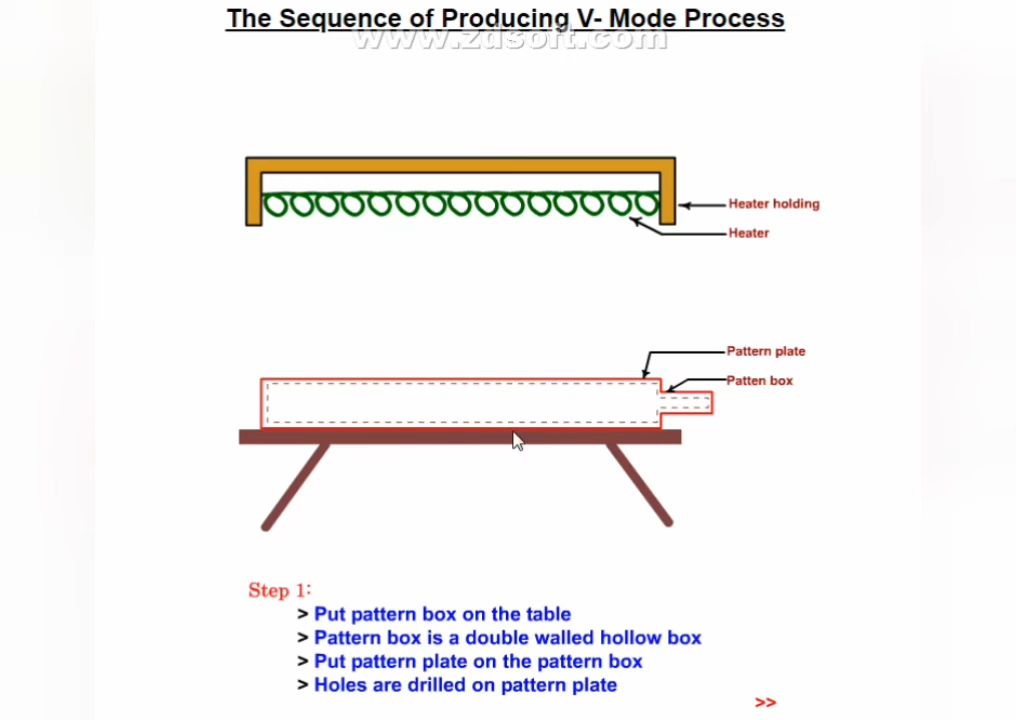 The Sequence of Producing V- Mode Process
www.zdsoft.com
Heater holding
Heater
Pattern plate
Patten box
Step 1:
> Put pattern box on the table
> Pattern box is a double walled hollow box
> Put pattern plate on the pattern box
> Holes are drilled on pattern plate
>>